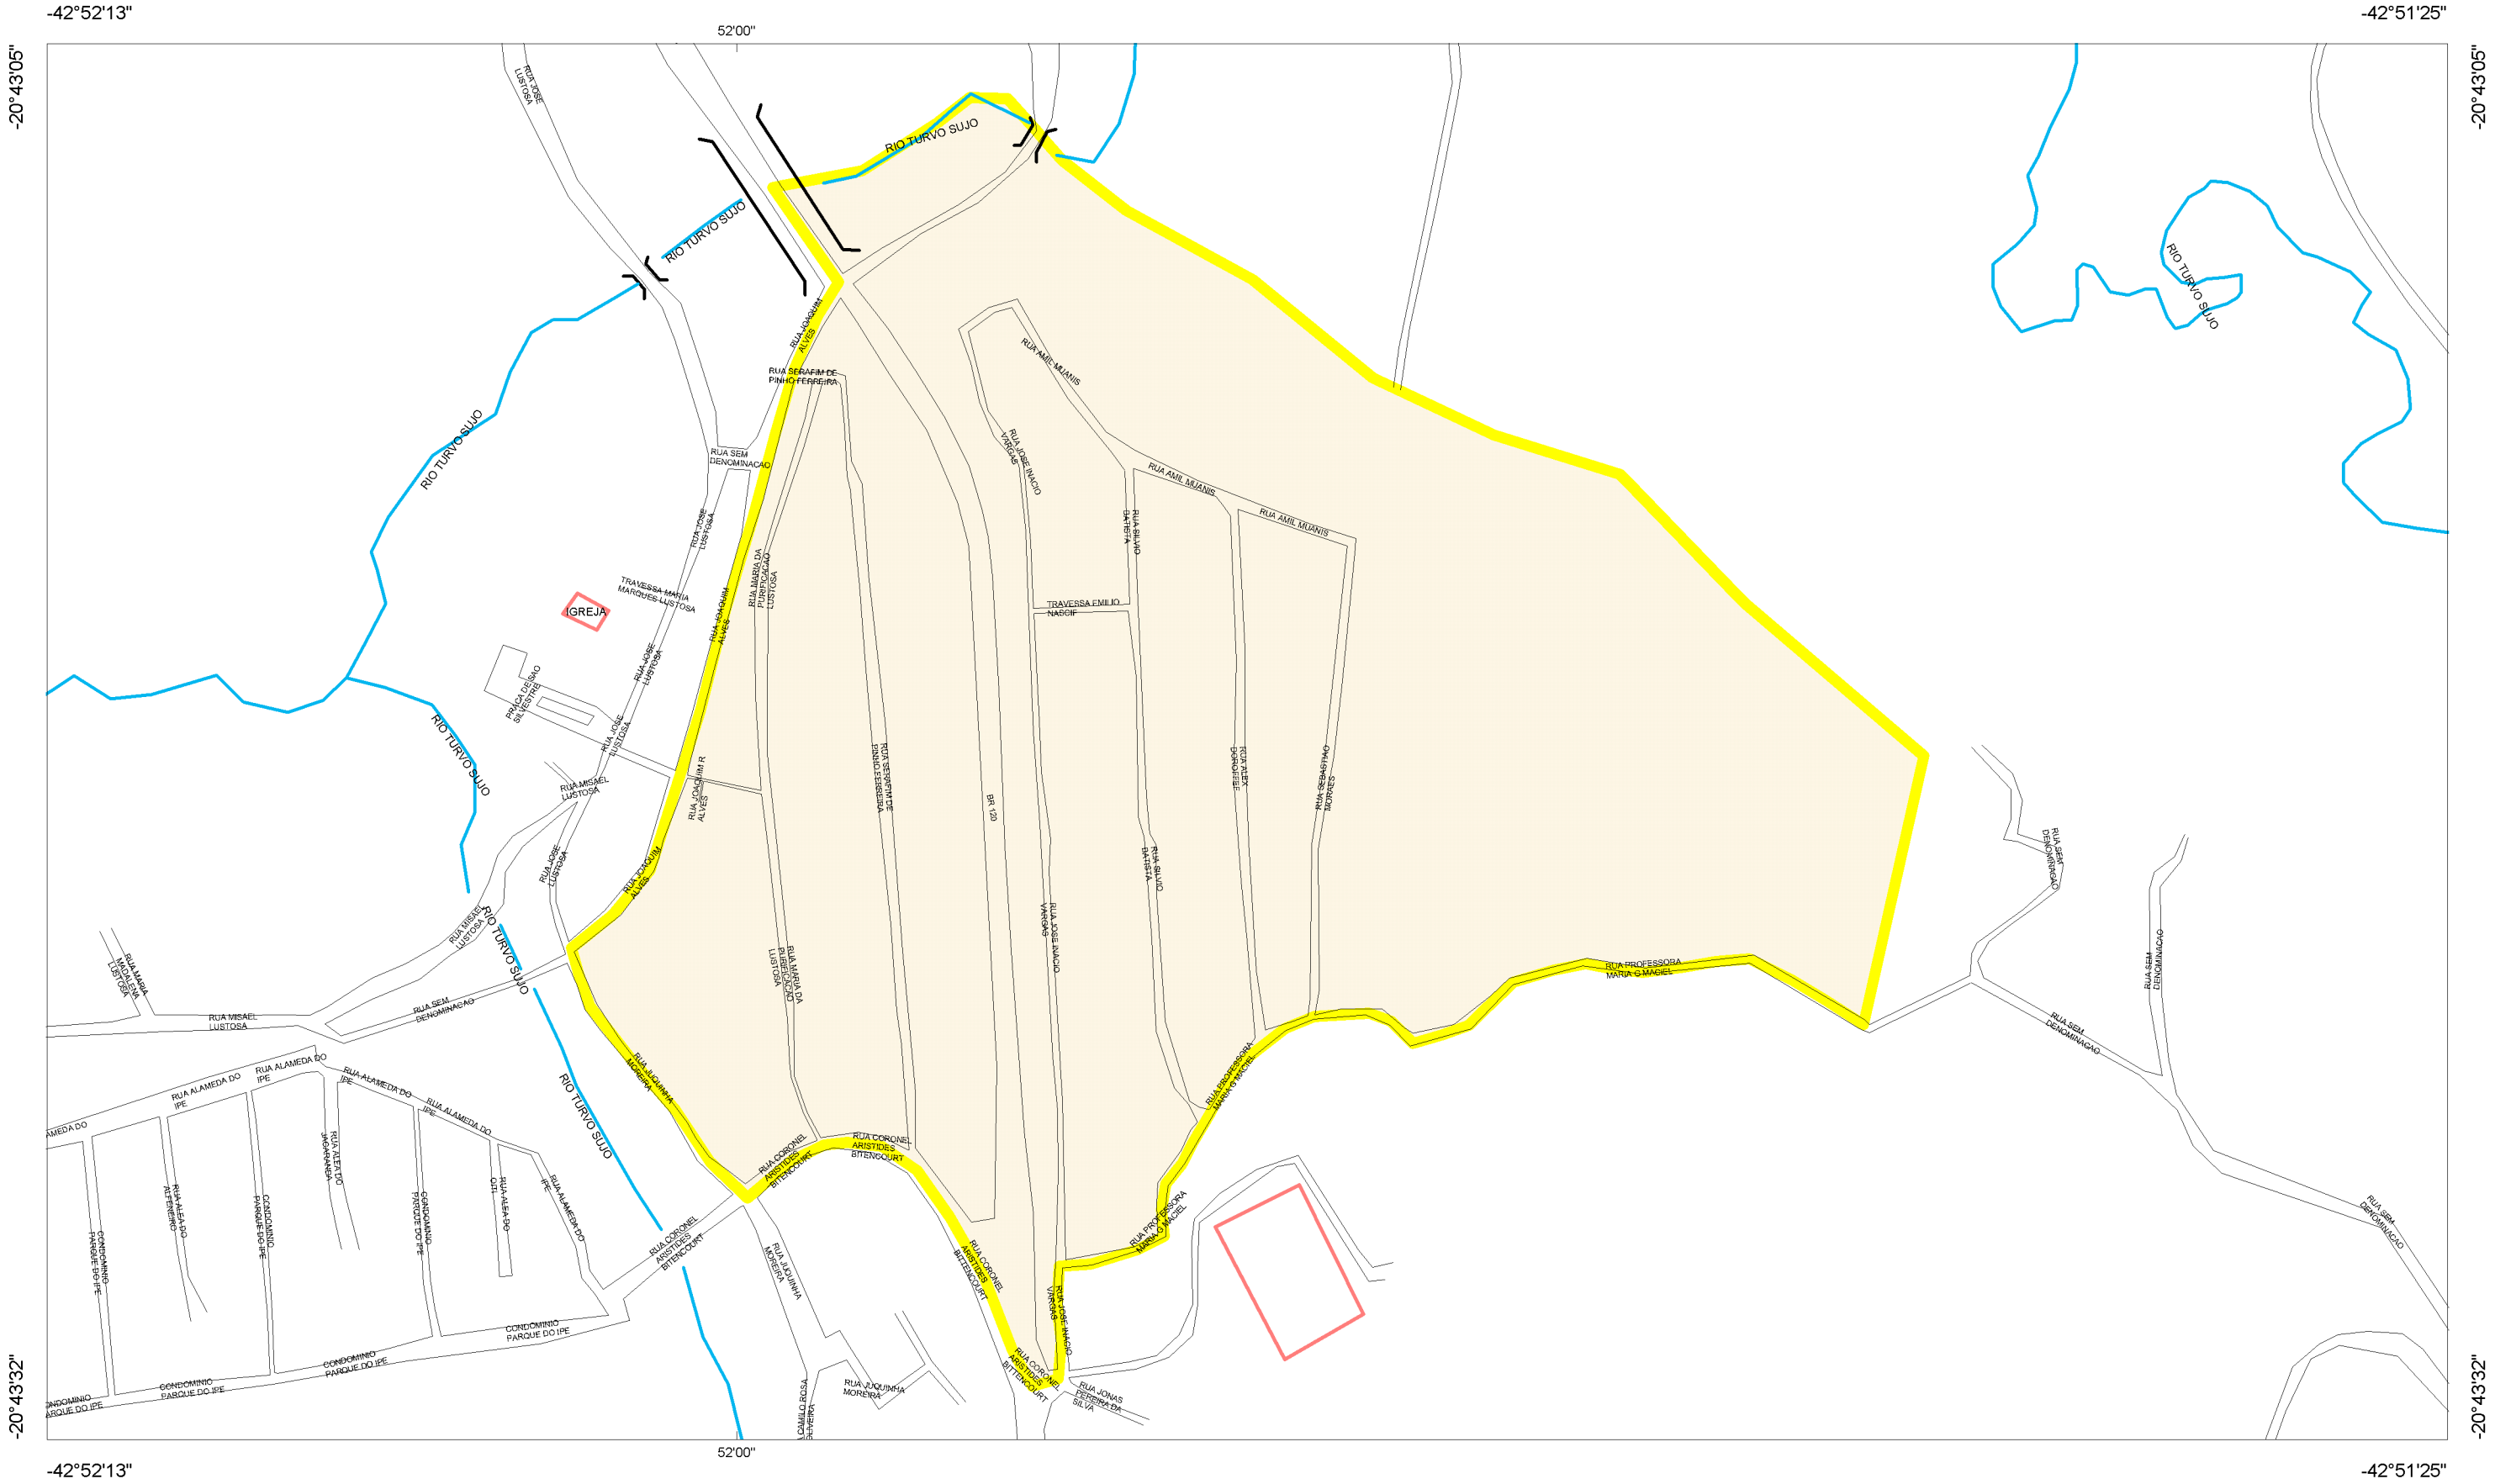 -42°52'13"
-42°51'25"
52'00"
-20°43'05"
-20°43'05"
RUA JOSE
LUSTOSA
RIO TURVO SUJO
RIO TURVO SUJO
RIO TURVO SUJO
RUA JOAQUIM
ALVES
RUA SERAFIM DE
PINHO FERREIRA
RUA AMIL MUANIS
RIO TURVO SUJO
RUA JOSE INACIO
VARGAS
RUA SEM
DENOMINACAO
RUA AMIL MUANIS
RUA AMIL MUANIS
RUA JOSE
LUSTOSA
RUA SILVIO
BATISTA
RUA MARIA DA
PURIFICACAO
LUSTOSA
TRAVESSA MARIA
MARQUES LUSTOSA
IGREJA
RUA JOAQUIM
ALVES
TRAVESSA EMILIO
NASCIF
RUA JOSE
LUSTOSA
PRACA DE SAO
SILVESTRE
RUA JOSE
LUSTOSA
RIO TURVO SUJO
RUA MISAEL
LUSTOSA
RUA JOAQUIM R
ALVES
RUA SERAFIM DE
PINHO FERREIRA
BR 120
RUA ALEX
DOROFEF
RUA SEBASTIAO
MORAES
RUA JOSE
LUSTOSA
RUA JOAQUIM
ALVES
RUA SILVIO
BATISTA
RUA SEM
DENOMINACAO
RUA MISAEL
LUSTOSA
RIO TURVO SUJO
RUA JOSE INACIO
VARGAS
RUA MARIA DA
PURIFICACAO
LUSTOSA
RUA MARIA
MADALENA
LUSTOSA
RUA PROFESSORA
MARIA G MACIEL
RUA SEM
DENOMINACAO
RUA MISAEL
LUSTOSA
RUA SEM
DENOMINACAO
RUA SEM
DENOMINACAO
RUA ALAMEDA DO
IPE
RUA ALAMEDA DO
IPE
RUA ALAMEDA DO
IPE
RUA ALAMEDA DO
IPE
AMEDA DO
RUA JUQUINHA
MOREIRA
RIO TURVO SUJO
RUA PROFESSORA
MARIA G MACIEL
RUA ALEA DO
JACARANDA
RUA CORONEL
ARISTIDES
BITENCOURT
RUA CORONEL
ARISTIDES
BITENCOURT
RUA ALEA DO
ALFENEIRO
CONDOMINIO
PARQUE DO IPE
CONDOMINIO
PARQUE DO IPE
RUA ALEA DO
OITI
RUA ALAMEDA DO
IPE
CONDOMINIO
PARQUE DO IPE
RUA CORONEL
ARISTIDES
BITENCOURT
RUA JUQUINHA
MOREIRA
RUA CORONEL
ARISTIDES
BITTENCOURT
RUA PROFESSORA
MARIA G MACIEL
RUA SEM
DENOMINACAO
RUA JOSE INACIO
VARGAS
CONDOMINIO
PARQUE DO IPE
CONDOMINIO
PARQUE DO IPE
CONDOMINIO
PARQUE DO IPE
ONDOMINIO
ARQUE DO IPE
RUA JUQUINHA
MOREIRA
RUA CORONEL
ARISTIDES
BITTENCOURT
RUA JONAS
PEREIRA DA
SILVA
A CAMILO ROSA
OLIVEIRA
-20°43'32"
-20°43'32"
52'00"
-42°52'13"
-42°51'25"